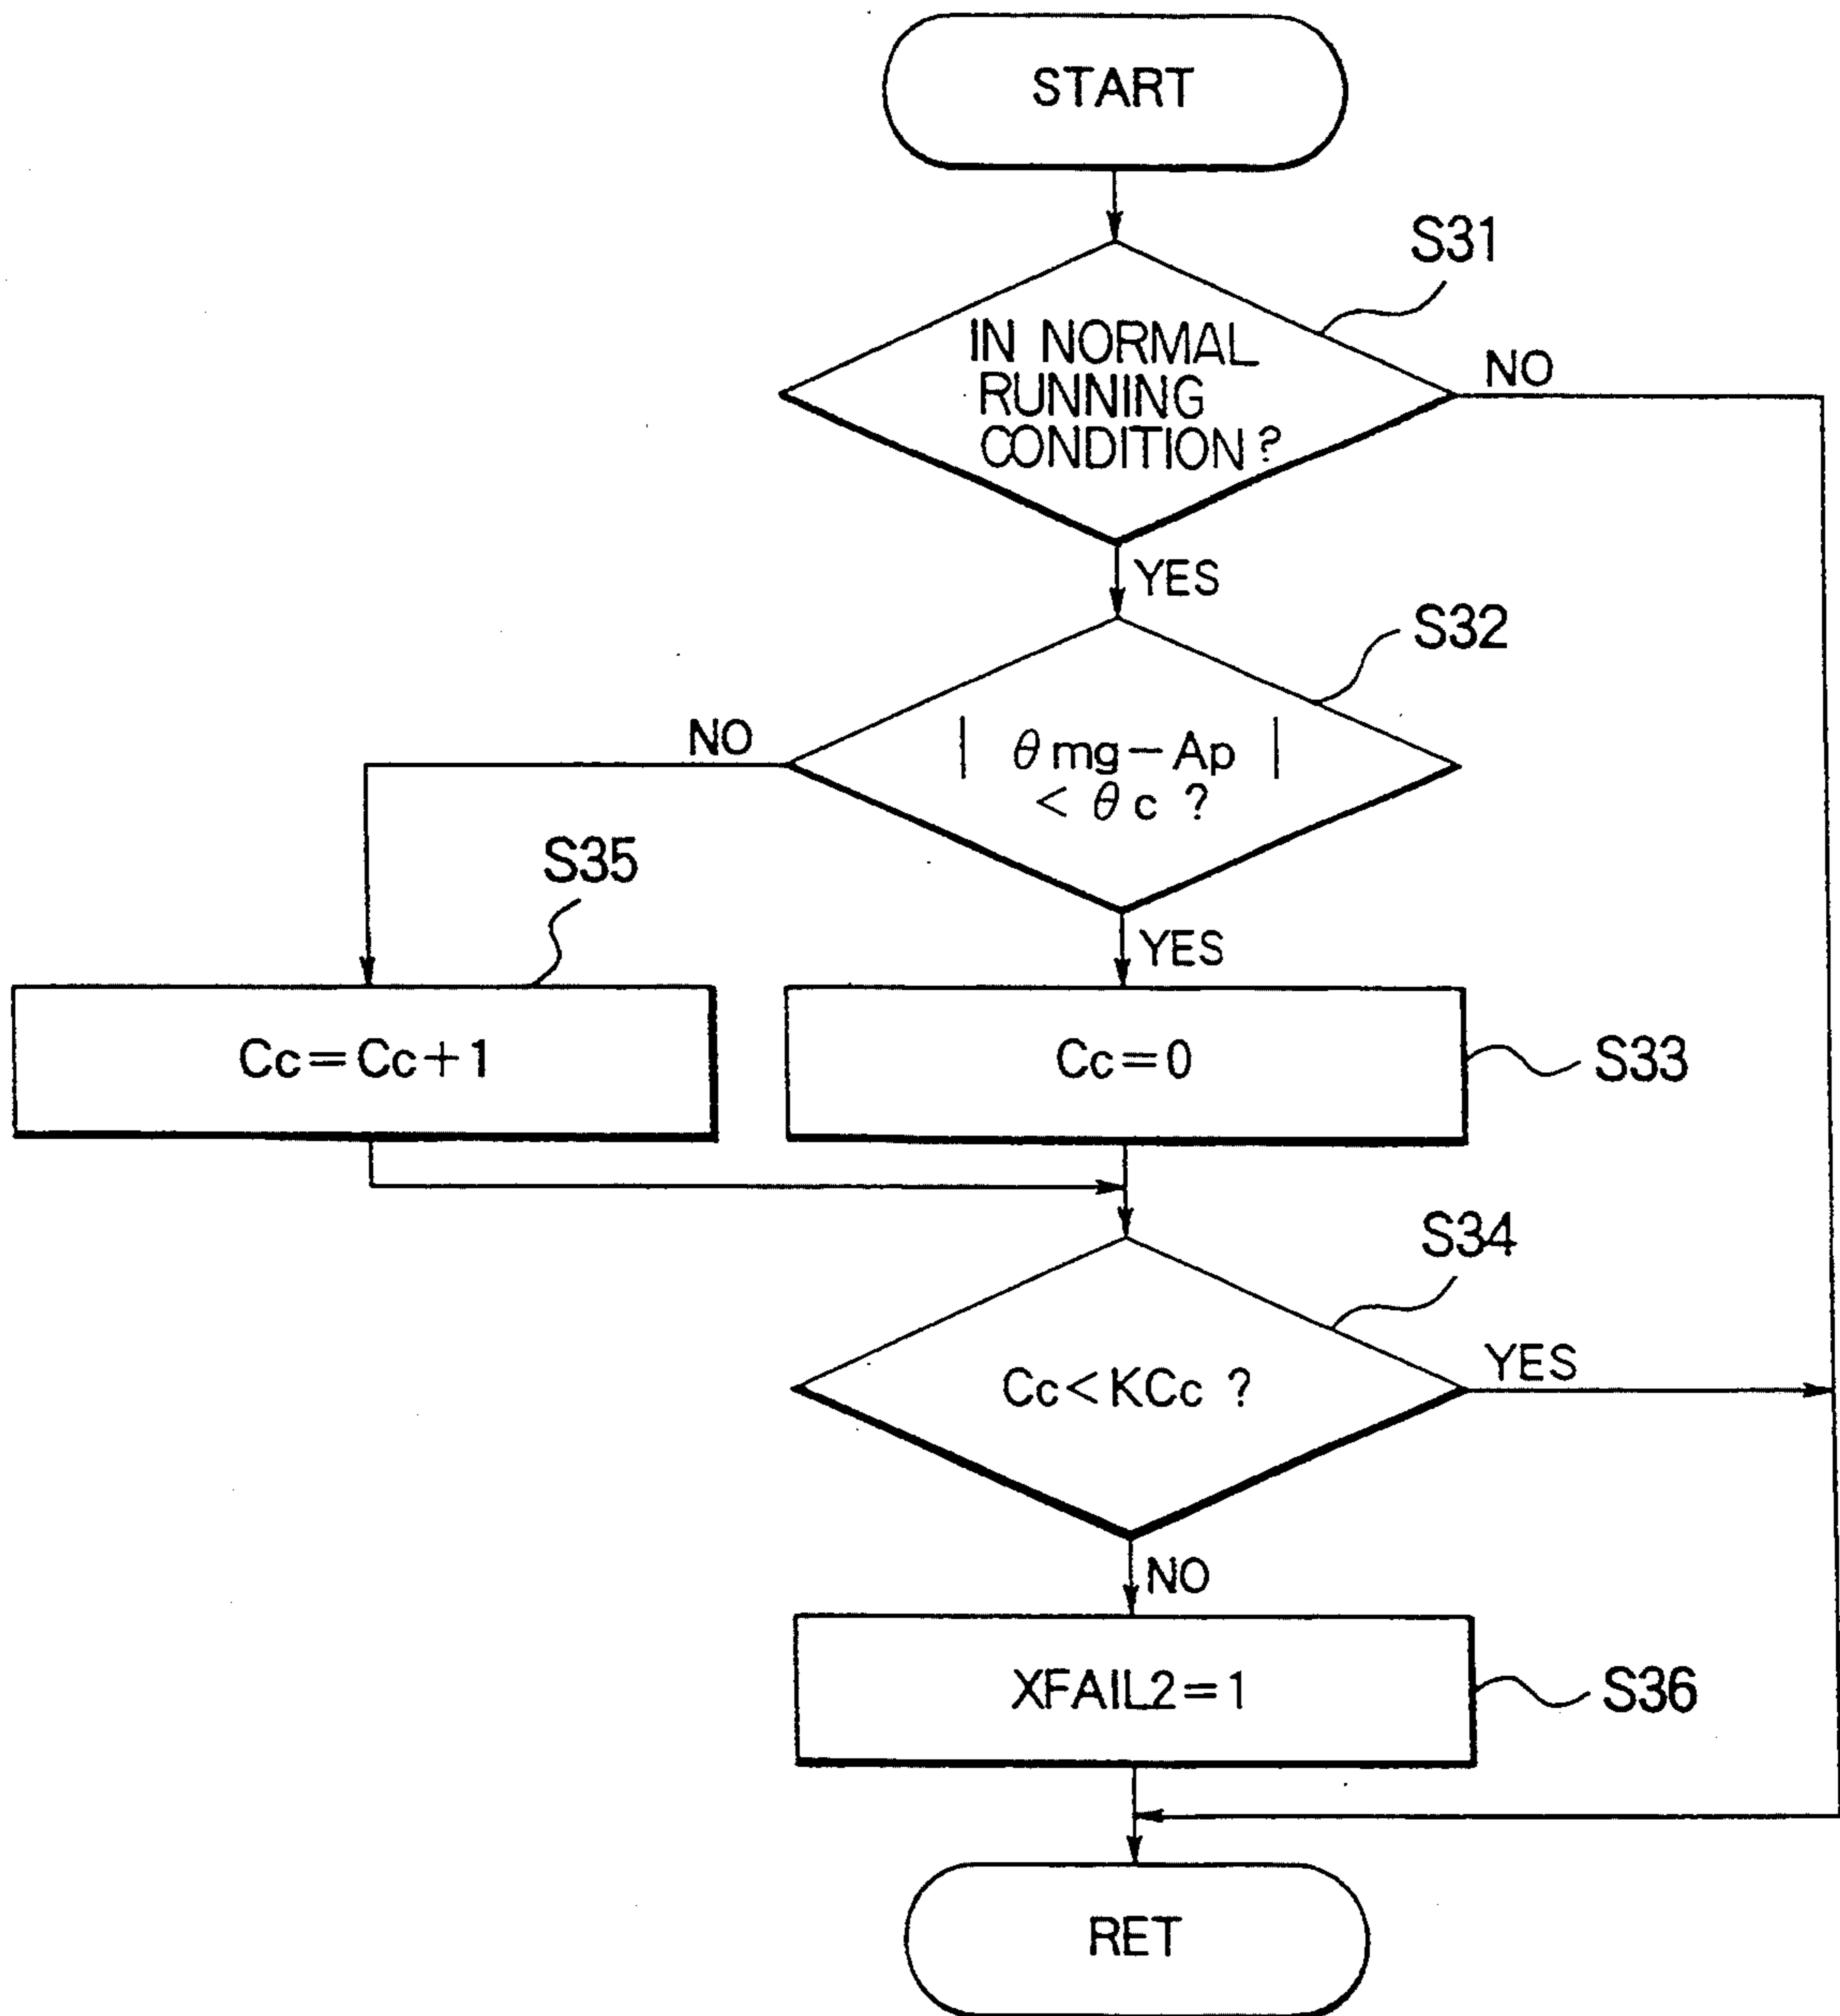 START
S31
IN NORMAL
RUNNING
CONDITION?
NO
YES
S32
| θmg−Ap |
< θc ?
NO
YES
S35
Cc=Cc+1
Cc=0
S33
S34
Cc<KCc ?
YES
NO
XFAIL2=1
S36
RET